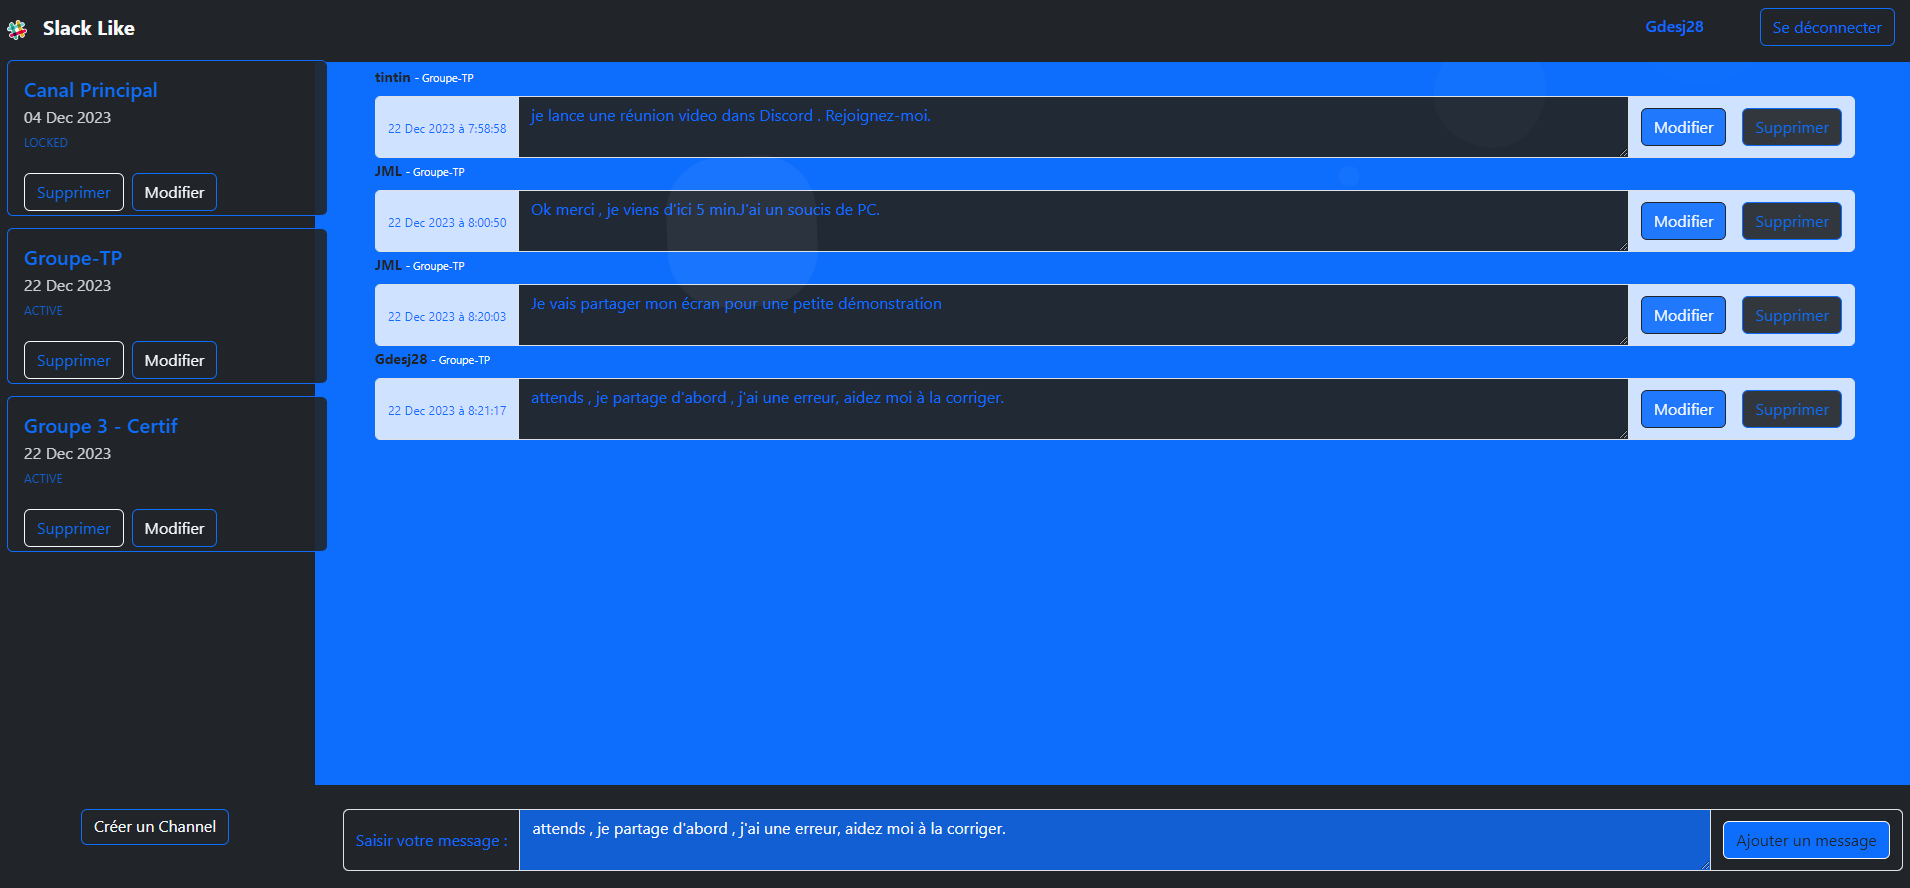 Slack Like
Gdesj28
Se déconnecter
Canal Principal
04 Dec 2023
LOCKED
Supprimer
Modifier
Groupe-TP
22 Dec 2023
ACTIVE
Supprimer
Modifier
Groupe 3 - Certif
22 Dec 2023
ACTIVE
Supprimer
Modifier
Créer un Channel
tintin - Groupe-TP
22 Dec 2023 à 7:58:58
je lance une réunion video dans Discord . Rejoignez-moi.
Modifier
Supprimer
JML - Groupe-TP
22 Dec 2023 à 8:00:50
Ok merci , je viens d'ici 5 min.J'ai un soucis de PC.
Modifier
Supprimer
JML - Groupe-TP
22 Dec 2023 à 8:20:03
Je vais partager mon écran pour une petite démonstration
Modifier
Supprimer
Gdesj28 - Groupe-TP
22 Dec 2023 à 8:21:17
attends , je partage d'abord , j'ai une erreur, aidez moi à la corriger.
Modifier
Supprimer
Saisir votre message :
attends , je partage d'abord , j'ai une erreur, aidez moi à la corriger.
Ajouter un message